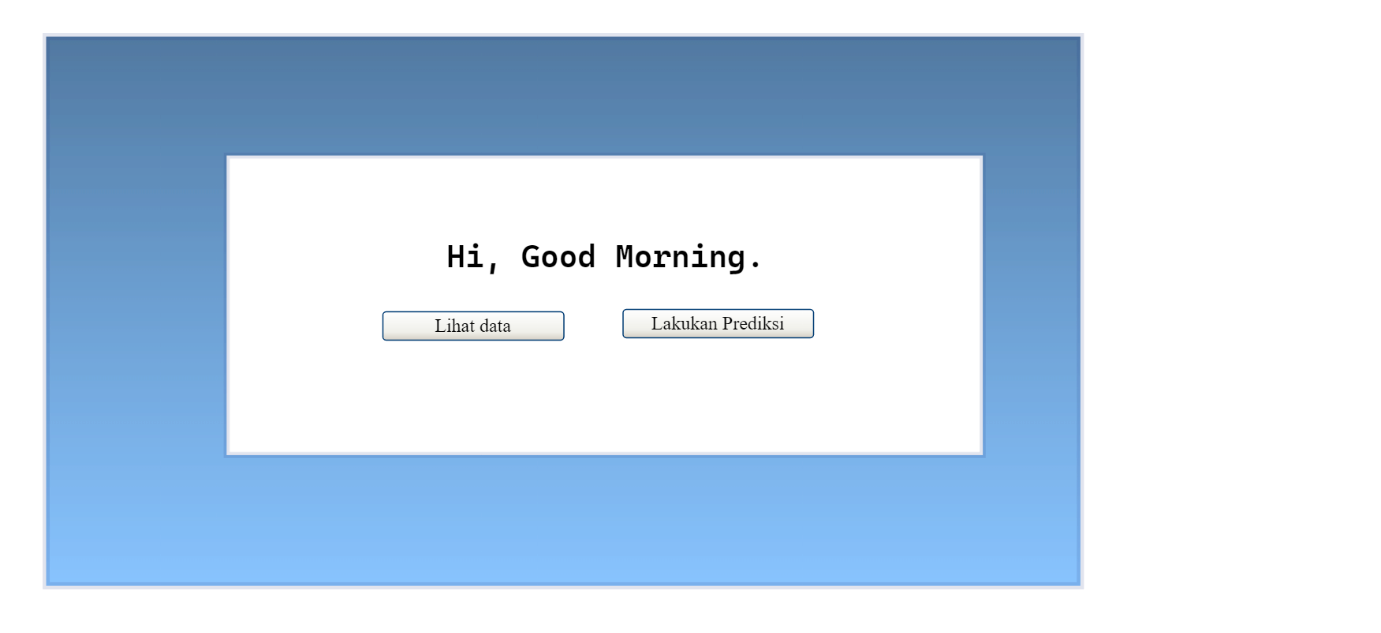 Hi, Good Morning.
Lihat data
Lakukan Prediksi